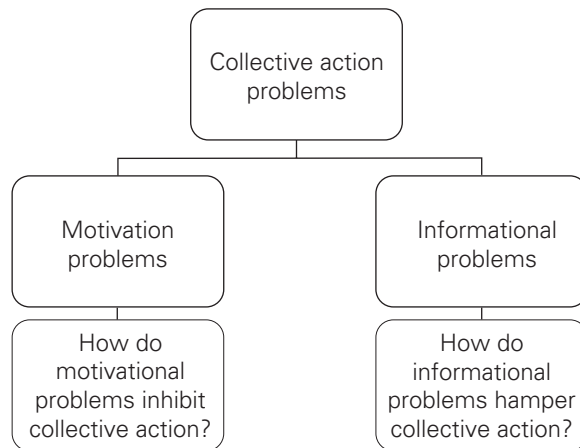 Collective action
problems
Motivation
problems
Informational
problems
How do
motivational
problems inhibit
collective action?
How do
informational
problems hamper
collective action?